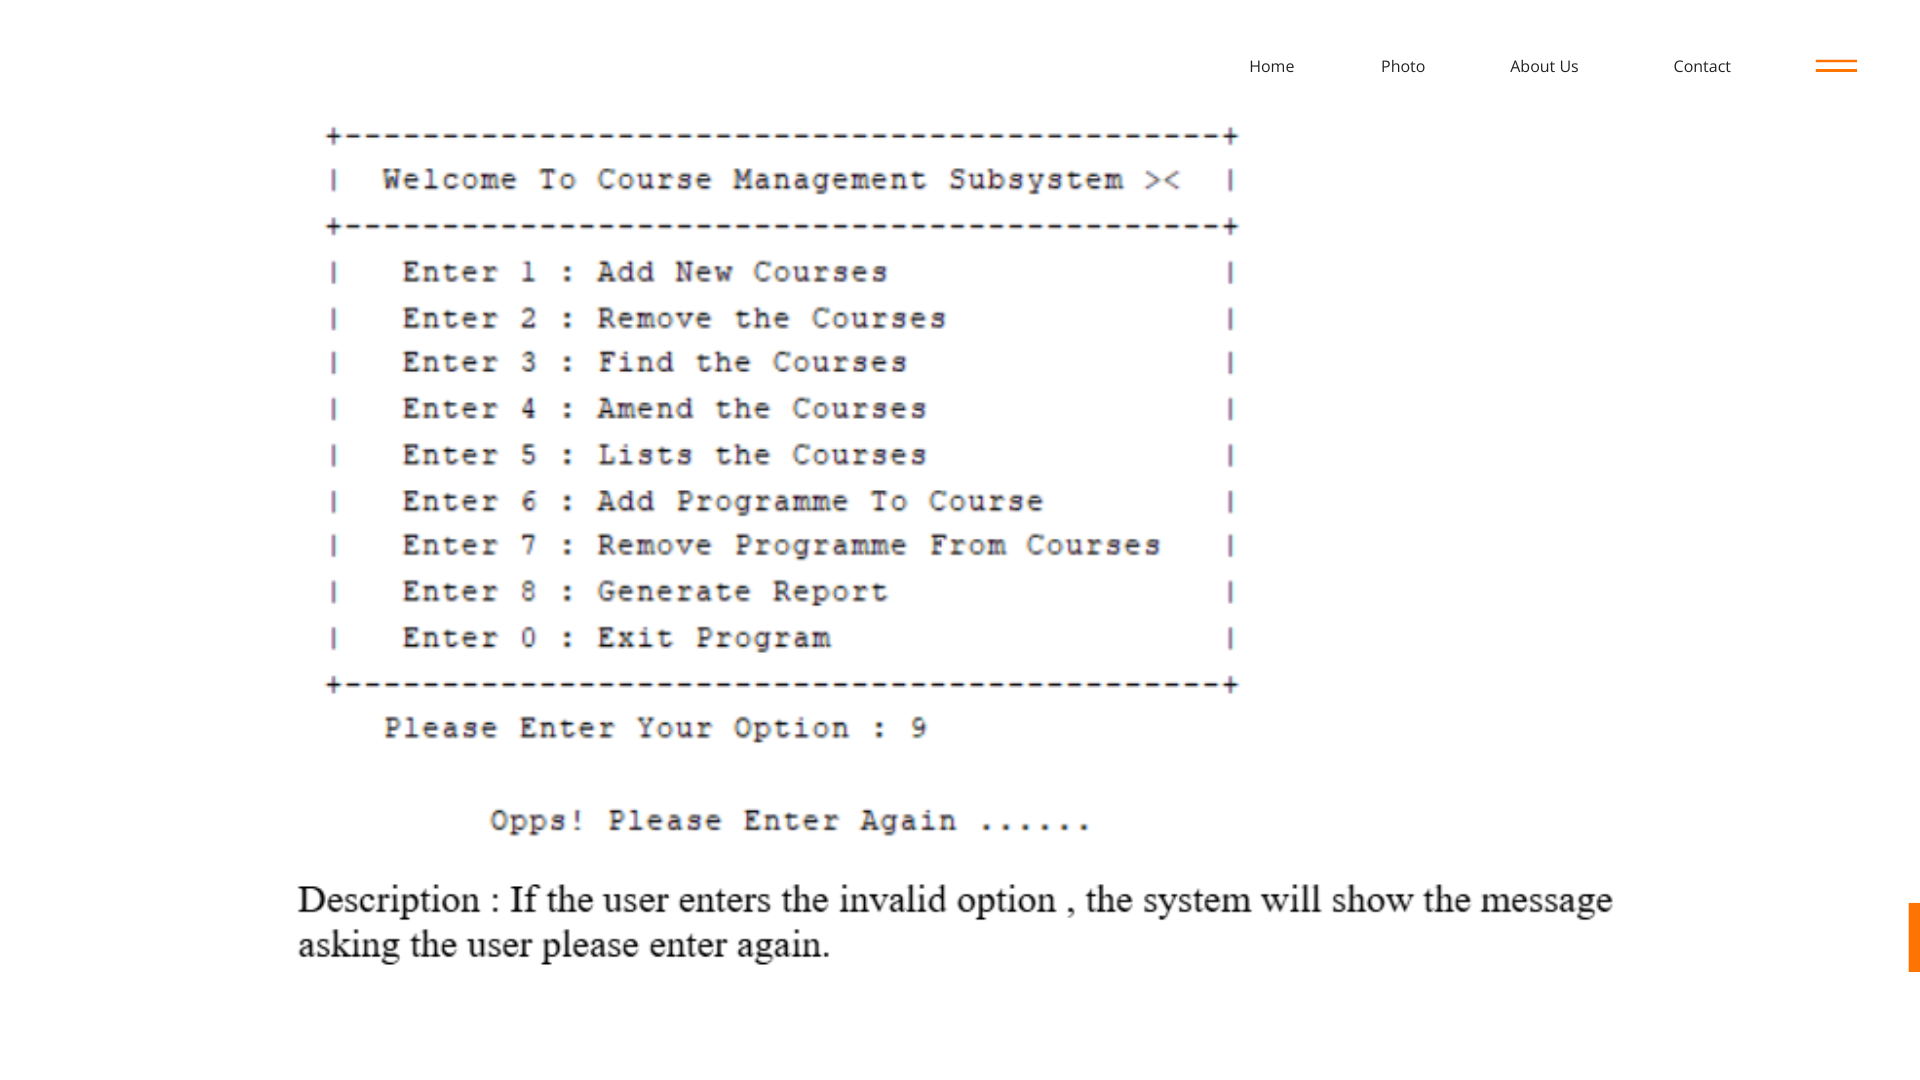 Home Photo About Us Contact
+---------------------------------------------+
|  Welcome To Course Management Subsystem ><  |
+---------------------------------------------+
|   Enter 1 : Add New Courses                 |
|   Enter 2 : Remove the Courses              |
|   Enter 3 : Find the Courses                |
|   Enter 4 : Amend the Courses               |
|   Enter 5 : Lists the Courses               |
|   Enter 6 : Add Programme To Course         |
|   Enter 7 : Remove Programme From Courses   |
|   Enter 8 : Generate Report                 |
|   Enter 0 : Exit Program                    |
+---------------------------------------------+
Please Enter Your Option : 9
Opps! Please Enter Again ......
Description : If the user enters the invalid option , the system will show the message
asking the user please enter again.